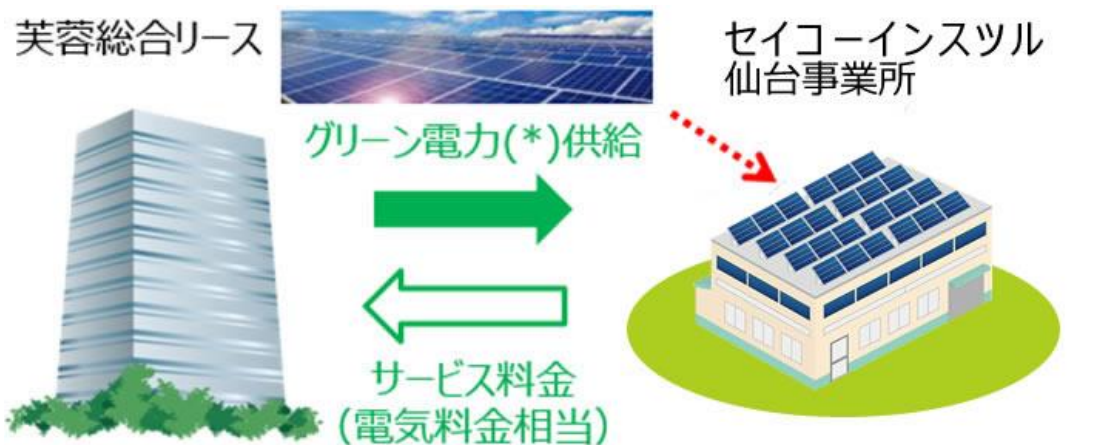 芙蓉総合リース
セイコーインスツル
仙台事業所
グリーン電力(*)供給
サービス料金
(電気料金相当)